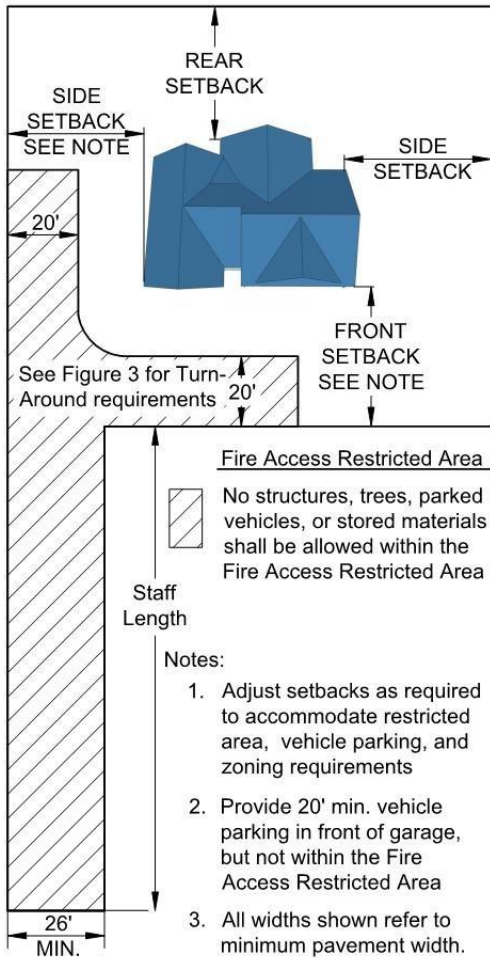 REAR
SETBACK
SIDE
SETBACK
SEE NOTE
SIDE
SETBACK
20'
FRONT
SETBACK
SEE NOTE
See Figure 3 for Turn-
Around requirements
20'
Fire Access Restricted Area
No structures, trees, parked
vehicles, or stored materials
shall be allowed within the
Fire Access Restricted Area
Staff
Length
Notes:
1. Adjust setbacks as required
to accommodate restricted
area, vehicle parking, and
zoning requirements
2. Provide 20' min. vehicle
parking in front of garage,
but not within the Fire
Access Restricted Area
3. All widths shown refer to
minimum pavement width.
26'
MIN.